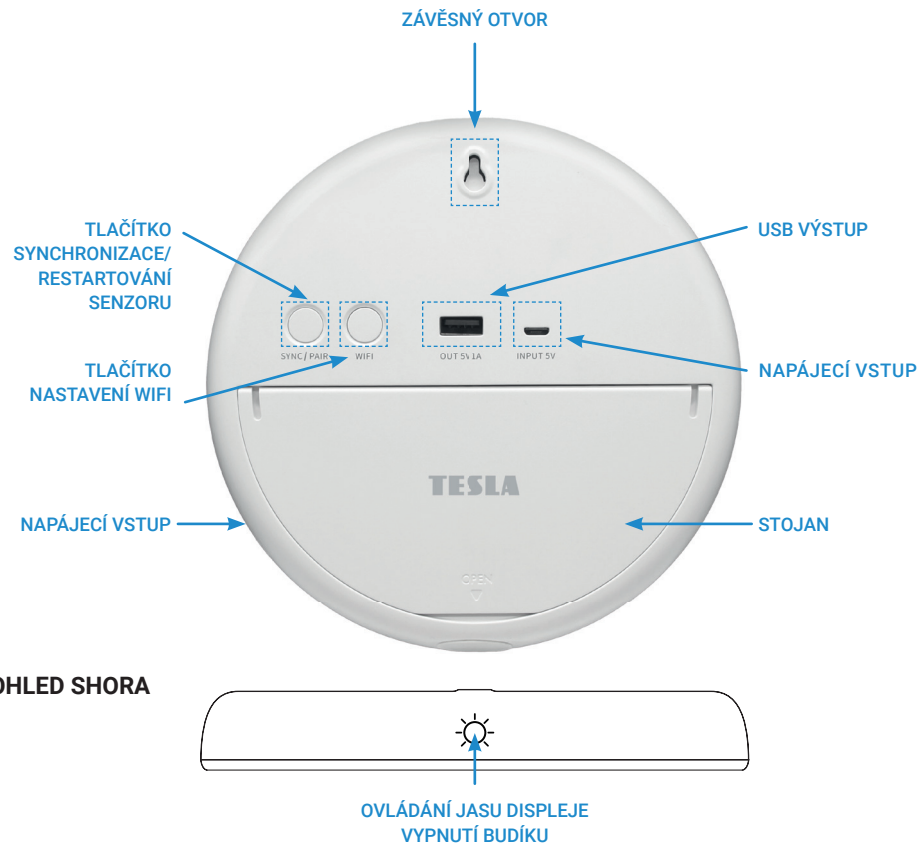 ZÁVĚSNÝ OTVOR
TLAČÍTKO
SYNCHRONIZACE/
RESTARTOVÁNÍ
SENZORU
USB VÝSTUP
SYNC / PAIR
WIFI
OUT 5V 1A
INPUT 5V
TLAČÍTKO
NASTAVENÍ WIFI
NAPÁJECÍ VSTUP
TESLA
NAPÁJECÍ VSTUP
STOJAN
OPEN
OHLED SHORA
OVLÁDÁNÍ JASU DISPLEJE
VYPNUTÍ BUDÍKU